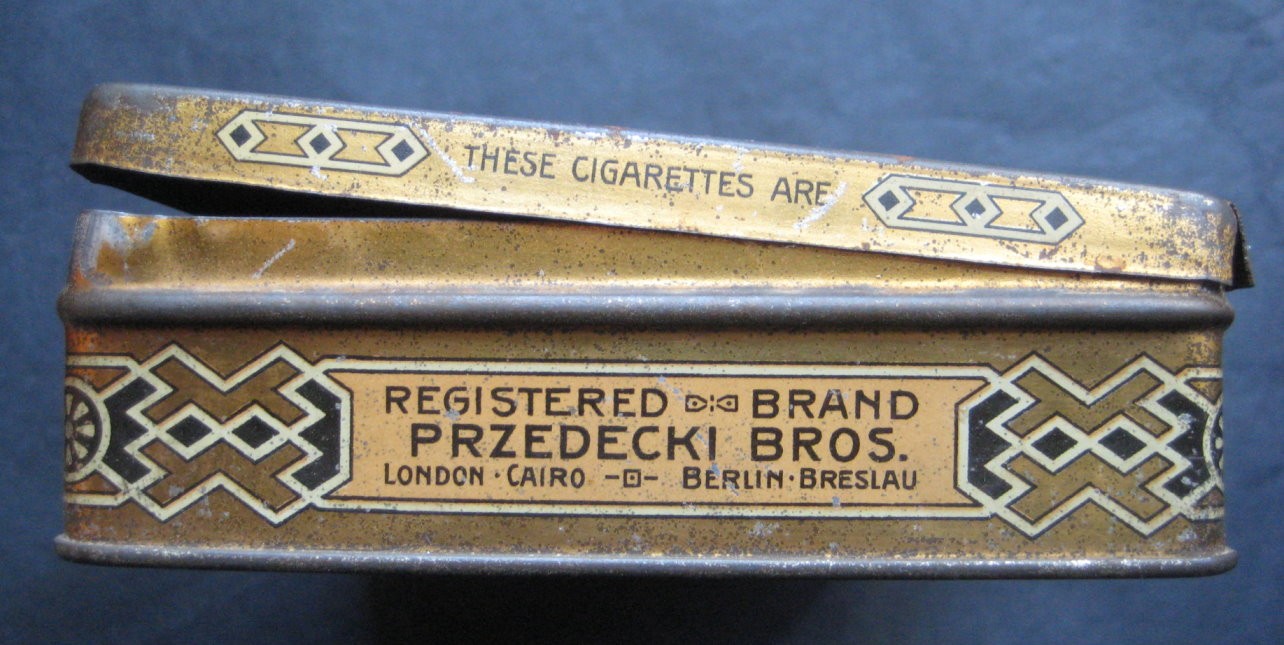 THESE CIGARETTES ARE
REGISTERED BRAND
PRZEDECKI BROS.
LONDON · CAIRO – BERLIN · BRESLAU